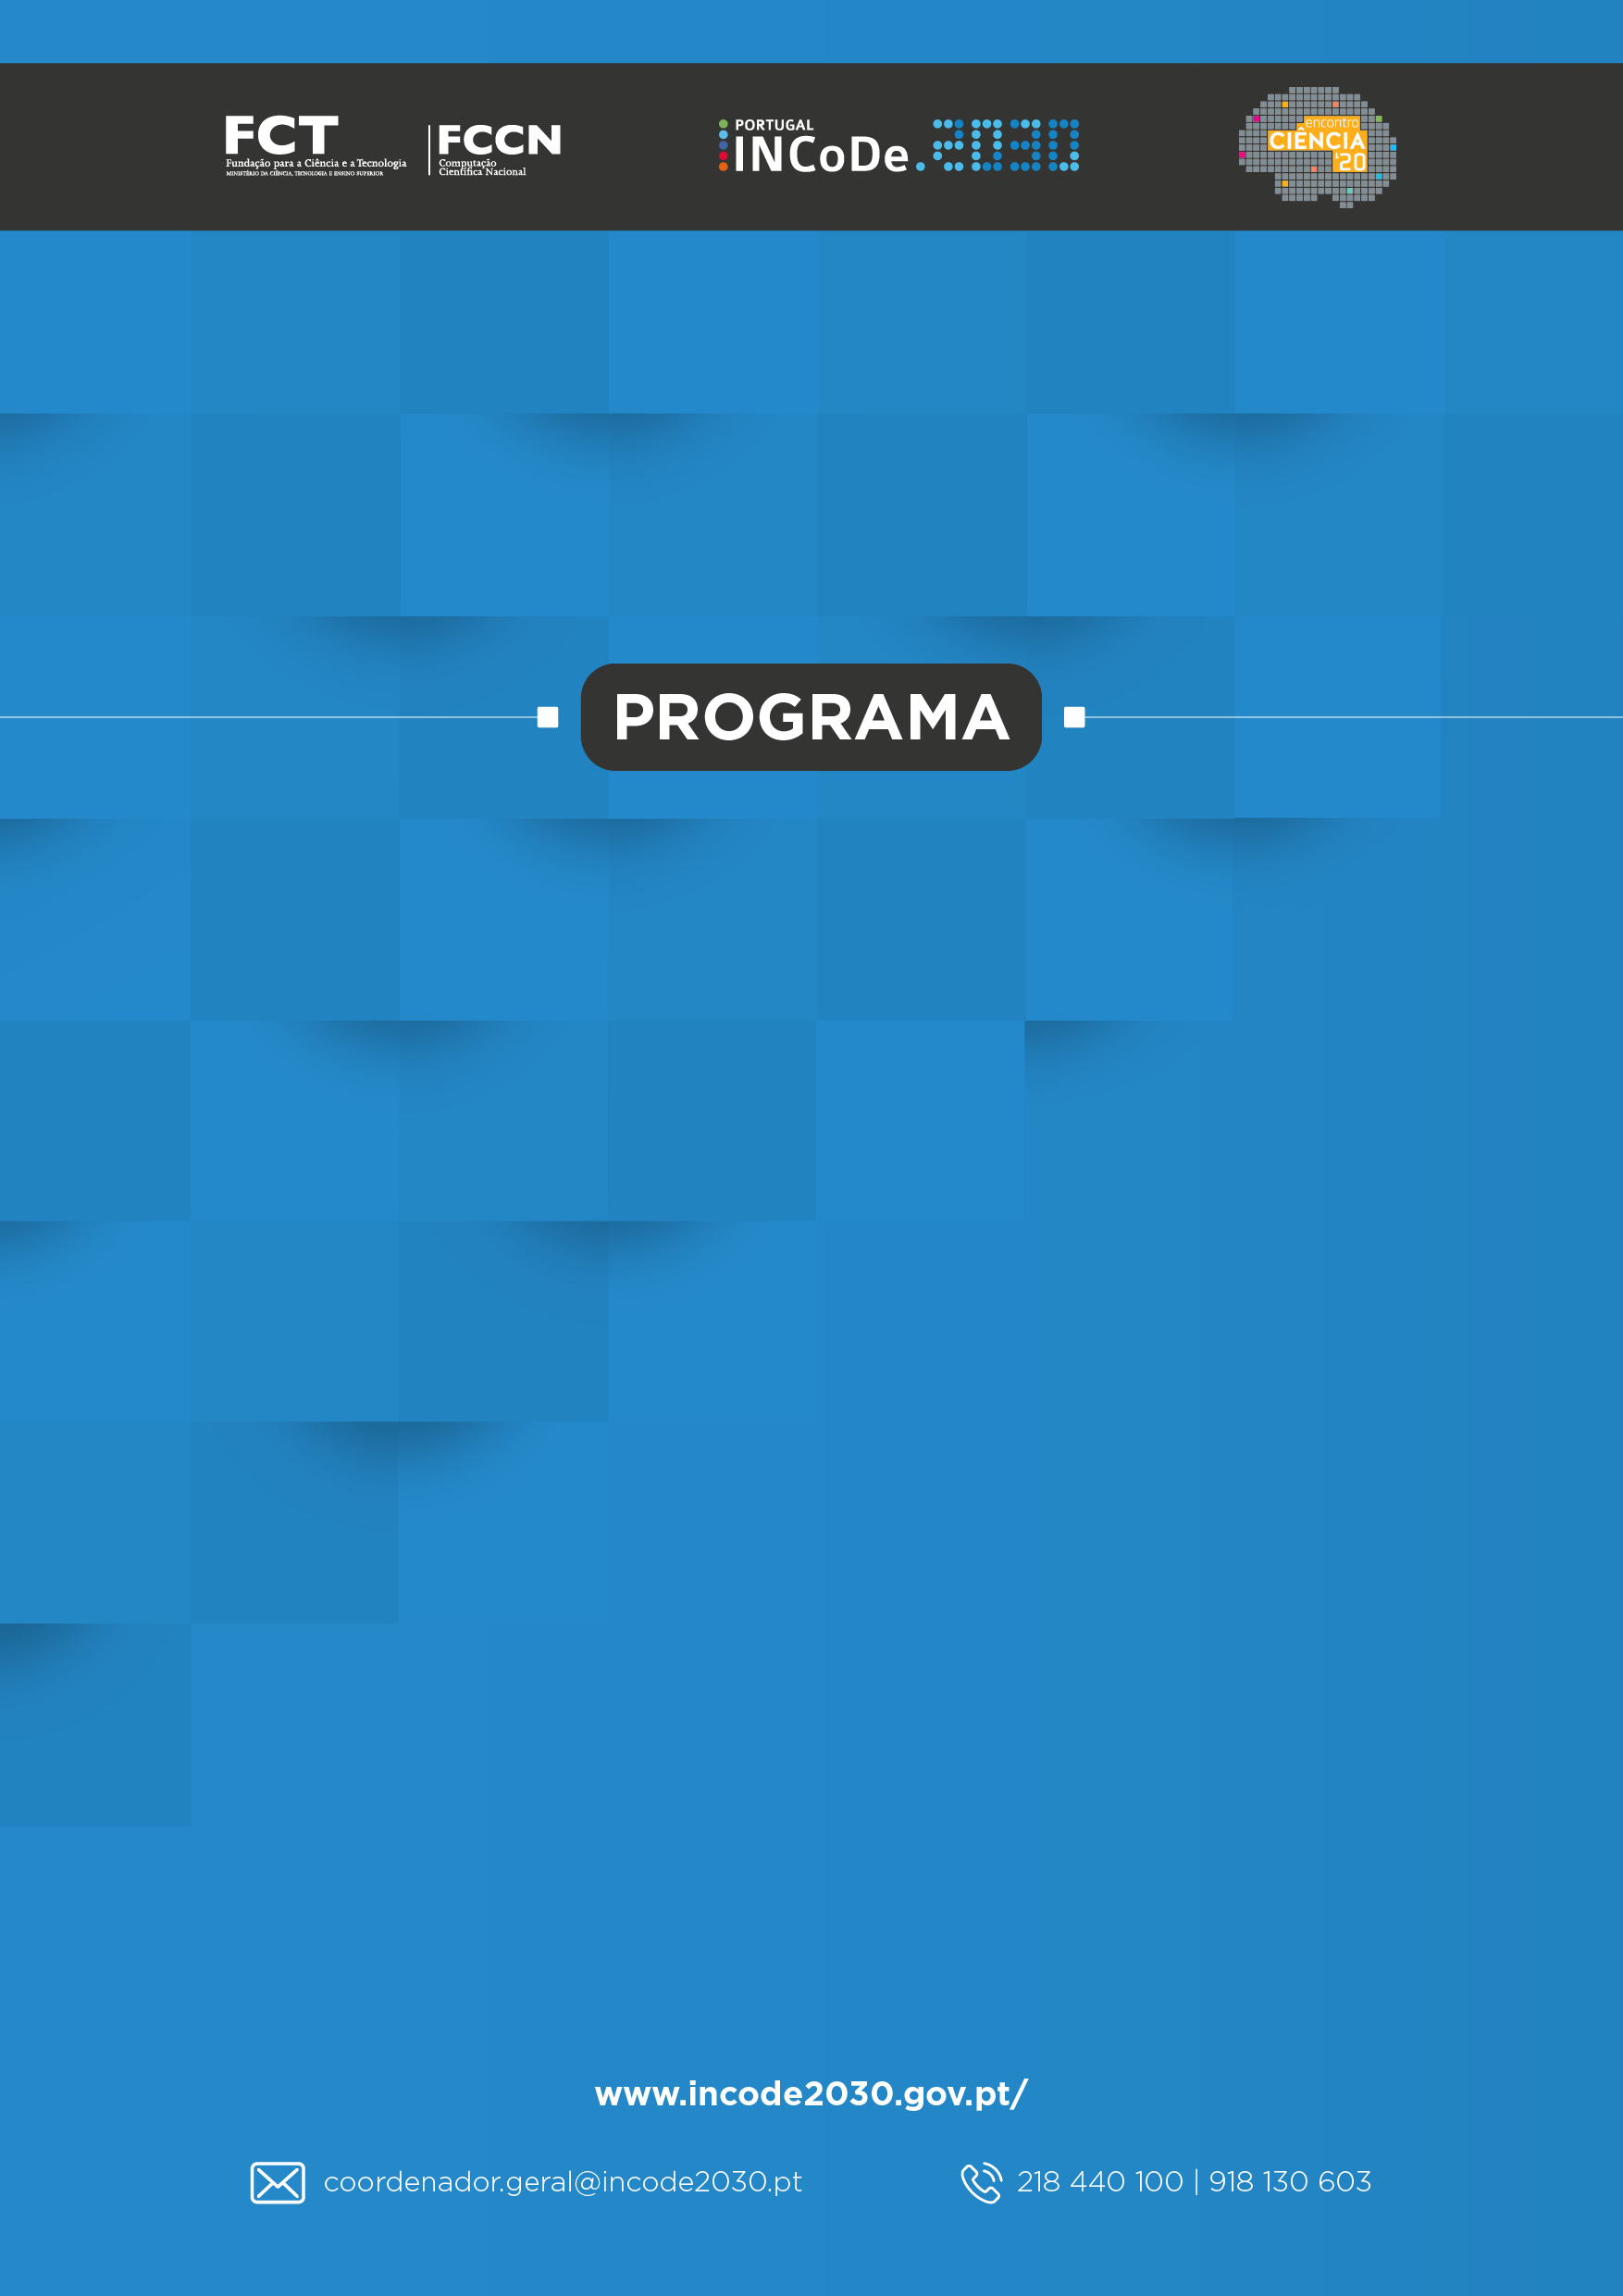 FCT
Fundação para a Ciência e a Tecnologia
MINISTÉRIO DA CIÊNCIA, TECNOLOGIA E ENSINO SUPERIOR
FCCN
Computação
Científica Nacional
PORTUGAL
INCoDe.2030
encontro
CIÊNCIA
'20
PROGRAMA
www.incode2030.gov.pt/
coordenador.geral@incode2030.pt
218 440 100 | 918 130 603